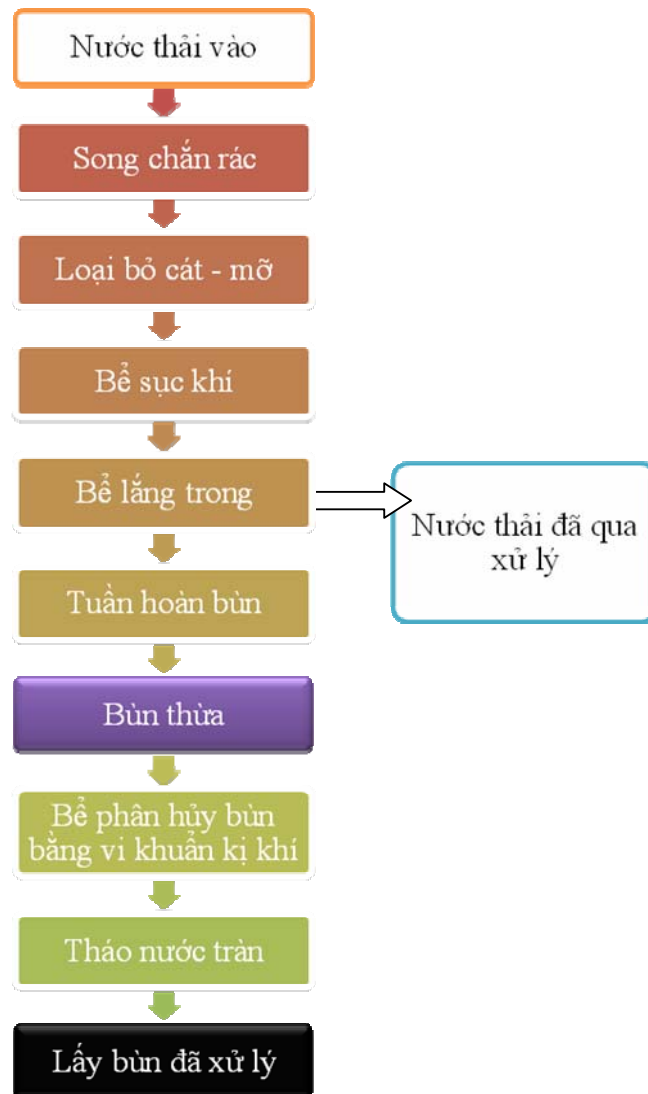 Nước thải vào
Song chắn rác
Loại bỏ cát - mỡ
Bể sục khí
Bể lắng trong
Nước thải đã qua
xử lý
Tuần hoàn bùn
Bùn thừa
Bể phân hủy bùn
bằng vi khuẩn kị khí
Tháo nước tràn
Lấy bùn đã xử lý